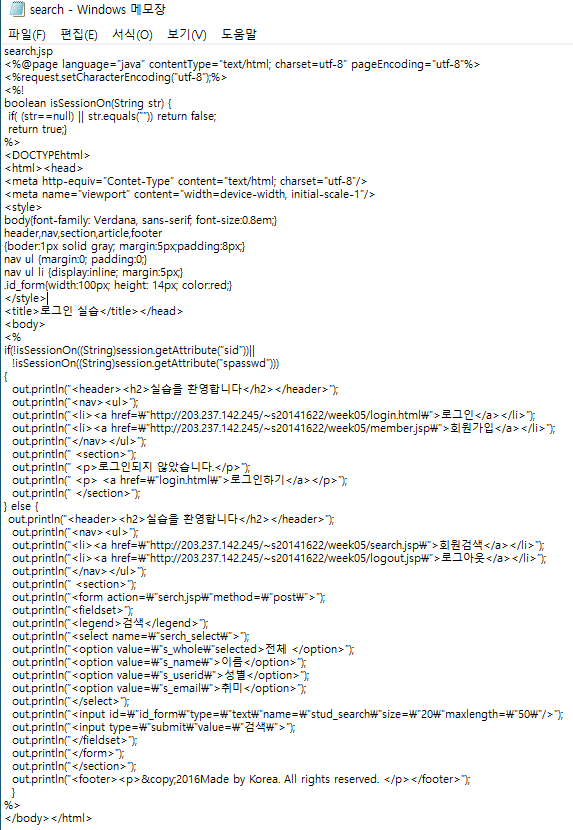 search - Windows 메모장
파일(F) 편집(E) 서식(O) 보기(V) 도움말
search.jsp
<%@page language="java" contentType="text/html; charset=utf-8" pageEncoding="utf-8"%>
<%request.setCharacterEncoding("utf-8");%>
<%!
boolean isSessionOn(String str) {
 if( (str==null) || str.equals("")) return false;
 return true;}
%>
<DOCTYPEhtml>
<html><head>
<meta http-equiv="Contet-Type" content="text/html; charset="utf-8"/>
<meta name="viewport" content="width=device-width, initial-scale-1"/>
<style>
body{font-family: Verdana, sans-serif; font-size:0.8em;}
header,nav,section,article,footer
{boder:1px solid gray; margin:5px;padding:8px;}
nav ul {margin:0; padding:0;}
nav ul li {display:inline; margin:5px;}
.id_form{width:100px; height: 14px; color:red;}
</style>
<title>로그인 실습</title></head>
<body>
<%
if(!isSessionOn((String)session.getAttribute("sid"))||
  !isSessionOn((String)session.getAttribute("spasswd")))
{
  out.println("<header><h2>실습을 환영합니다</h2></header>");
  out.println("<nav><ul>");
  out.println("<li><a href=₩"http://203.237.142.245/~s20141622/week05/login.html₩">로그인</a></li>");
  out.println("<li><a href=₩"http://203.237.142.245/~s20141622/week05/member.jsp₩">회원가입</a></li>");
  out.println("</nav></ul>");
  out.println(" <section>");
  out.println(" <p>로그인되지 않았습니다.</p>");
  out.println(" <p> <a href=₩"login.html₩">로그인하기</a></p>");
  out.println(" </section>");
} else {
 out.println("<header><h2>실습을 환영합니다</h2></header>");
  out.println("<nav><ul>");
  out.println("<li><a href=₩"http://203.237.142.245/~s20141622/week05/search.jsp₩">회원검색</a></li>");
  out.println("<li><a href=₩"http://203.237.142.245/~s20141622/week05/logout.jsp₩">로그아웃</a></li>");
  out.println("</nav></ul>");
  out.println(" <section>");
  out.println("<form action=₩"serch.jsp₩"method=₩"post₩">");
  out.println("<fieldset>");
  out.println("<legend>검색</legend>");
  out.println("<select name=₩"serch_select₩">");
  out.println("<option value=₩"s_whole₩"selected>전체 </option>");
  out.println("<option value=₩"s_name₩">이름</option>");
  out.println("<option value=₩"s_userid₩">성별</option>");
  out.println("<option value=₩"s_email₩">취미</option>");
  out.println("</select>");
  out.println("<input id=₩"id_form₩"type=₩"text₩"name=₩"stud_search₩"size=₩"20₩"maxlength=₩"50₩"/>");
  out.println("<input type=₩"submit₩"value=₩"검색₩">");
  out.println("</fieldset>");
  out.println("</form>");
  out.println("</section>");
  out.println("<footer><p>&copy;2016Made by Korea. All rights reserved. </p></footer>");
  }
%>
</body></html>